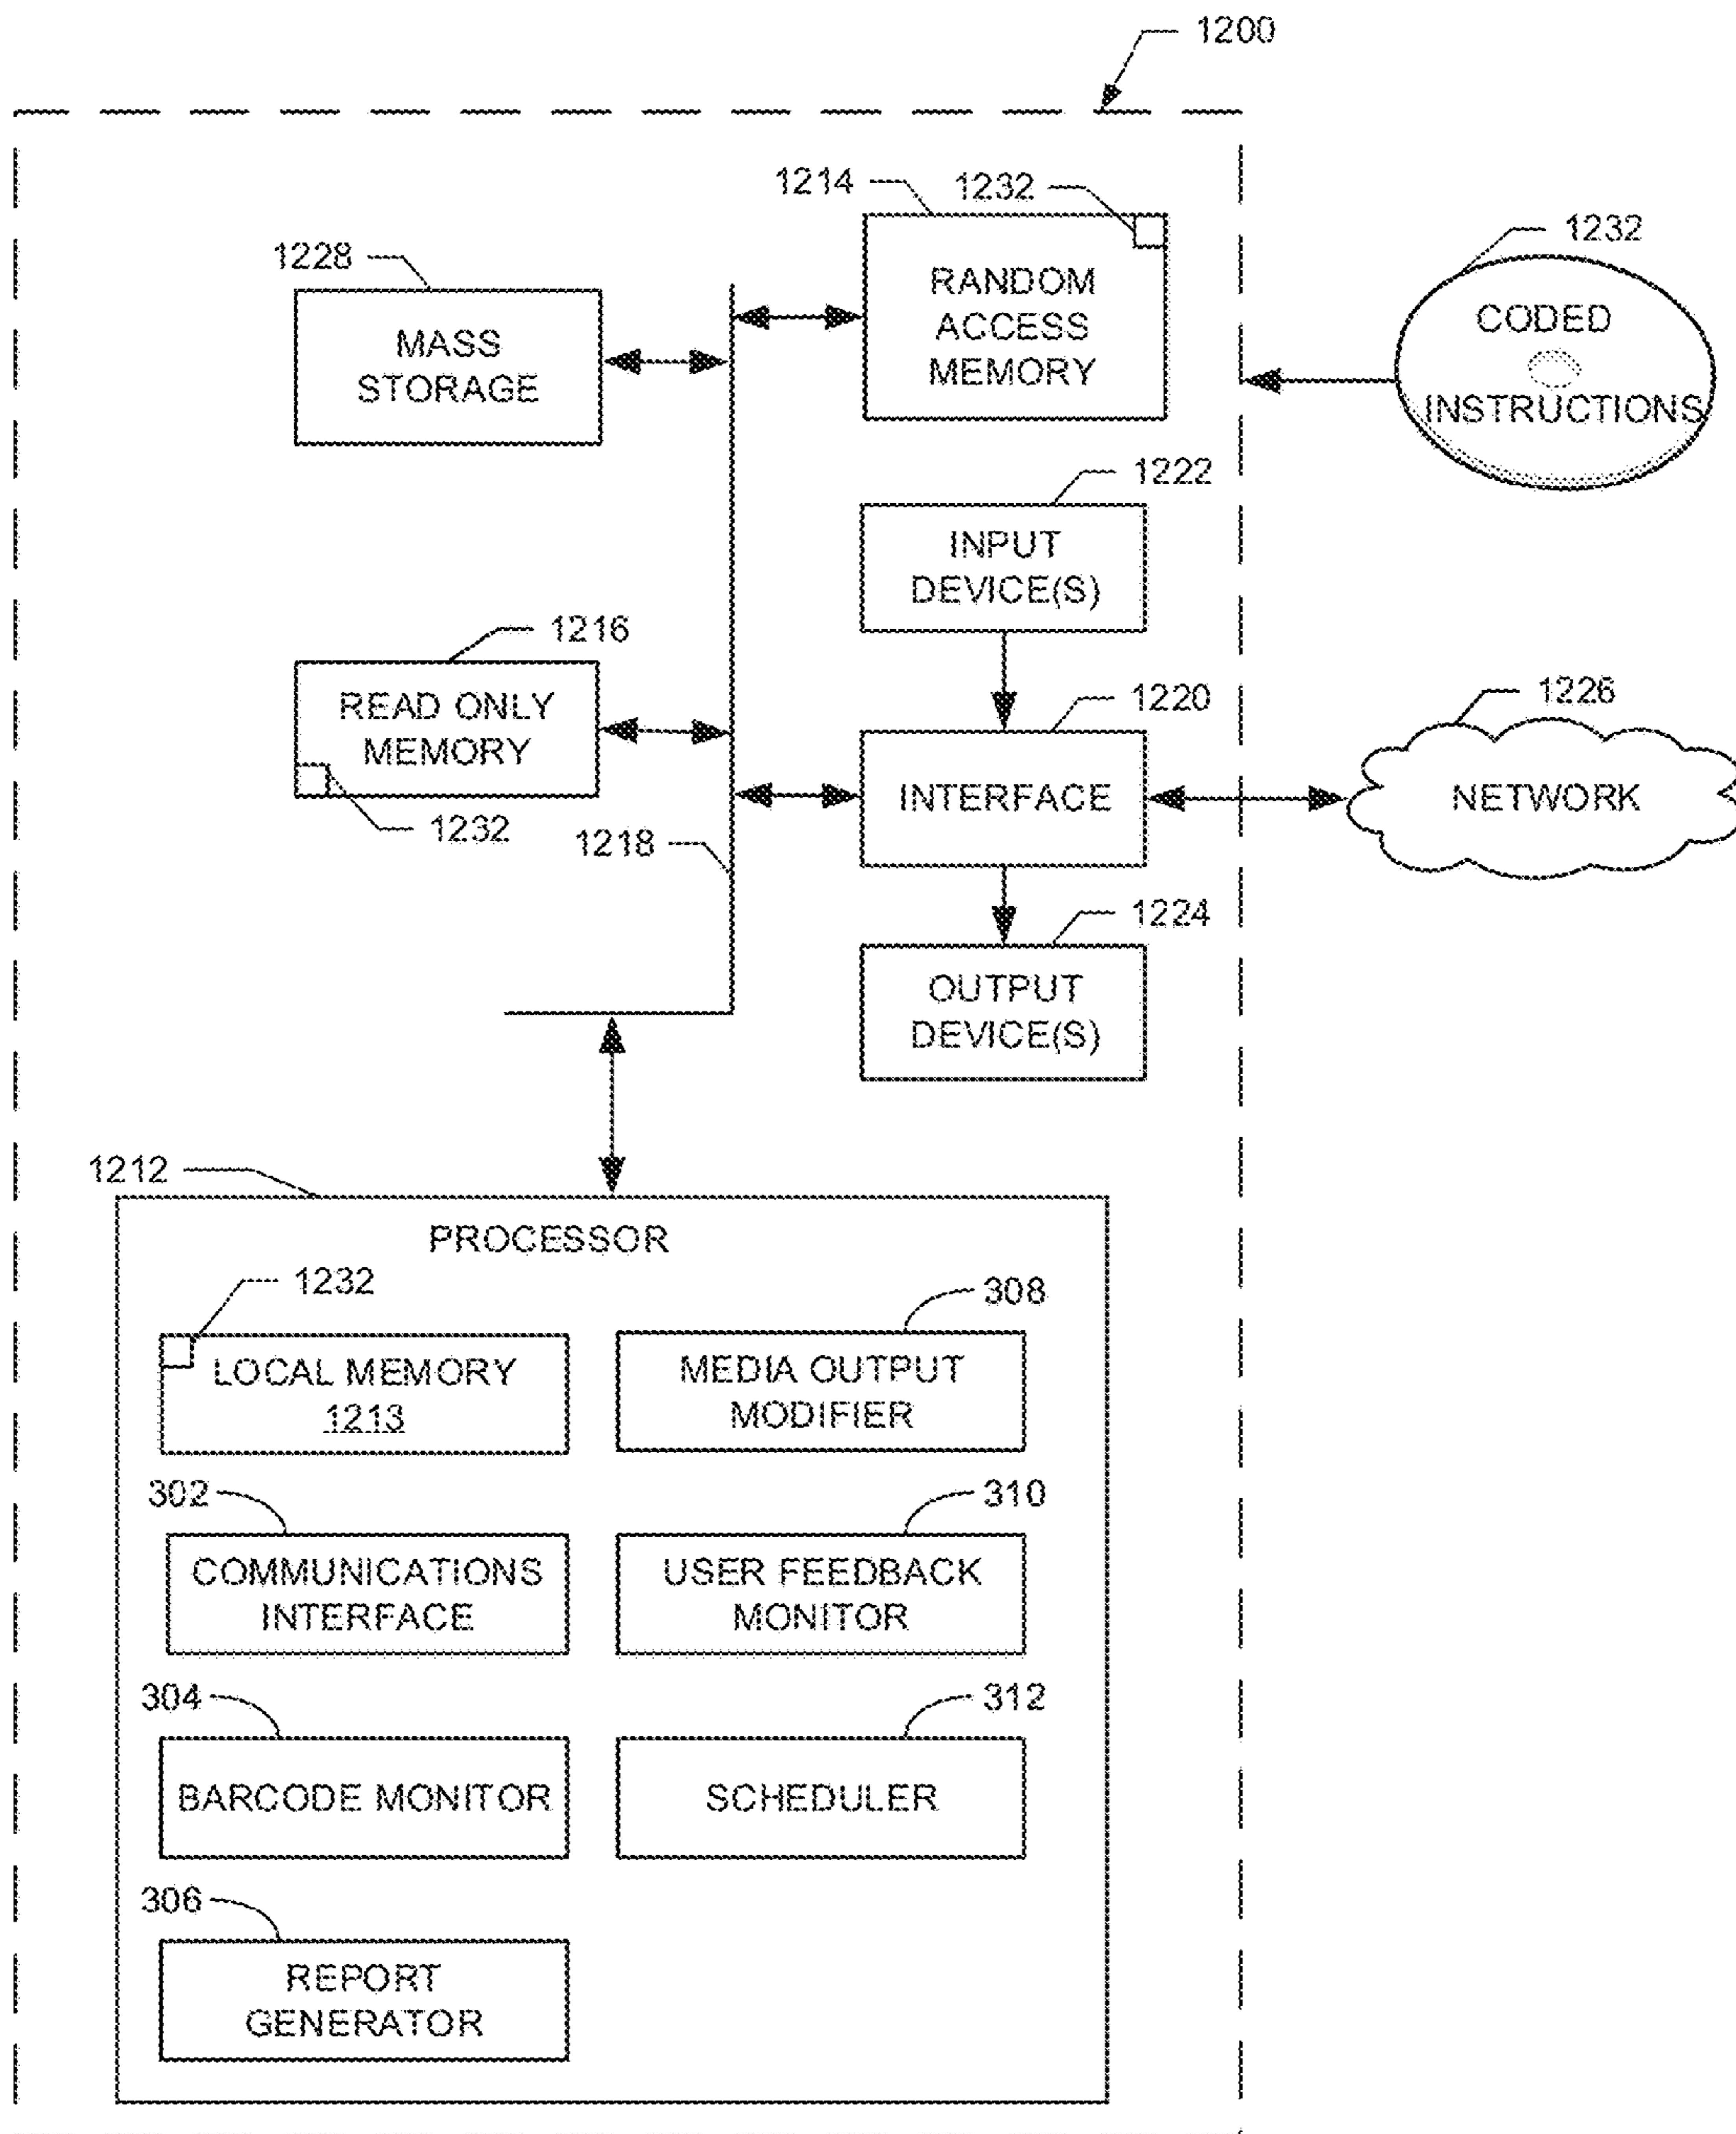 1200
1214
1232
1228
1232
RANDOM
ACCESS
MEMORY
MASS
STORAGE
CODED
INSTRUCTIONS
1222
INPUT
DEVICE(S)
1216
READ ONLY
MEMORY
1232
1220
1226
INTERFACE
NETWORK
1218
1224
OUTPUT
DEVICE(S)
1212
PROCESSOR
1232
308
LOCAL MEMORY
1213
MEDIA OUTPUT
MODIFIER
302
310
COMMUNICATIONS
INTERFACE
USER FEEDBACK
MONITOR
304
312
BARCODE MONITOR
SCHEDULER
306
REPORT
GENERATOR